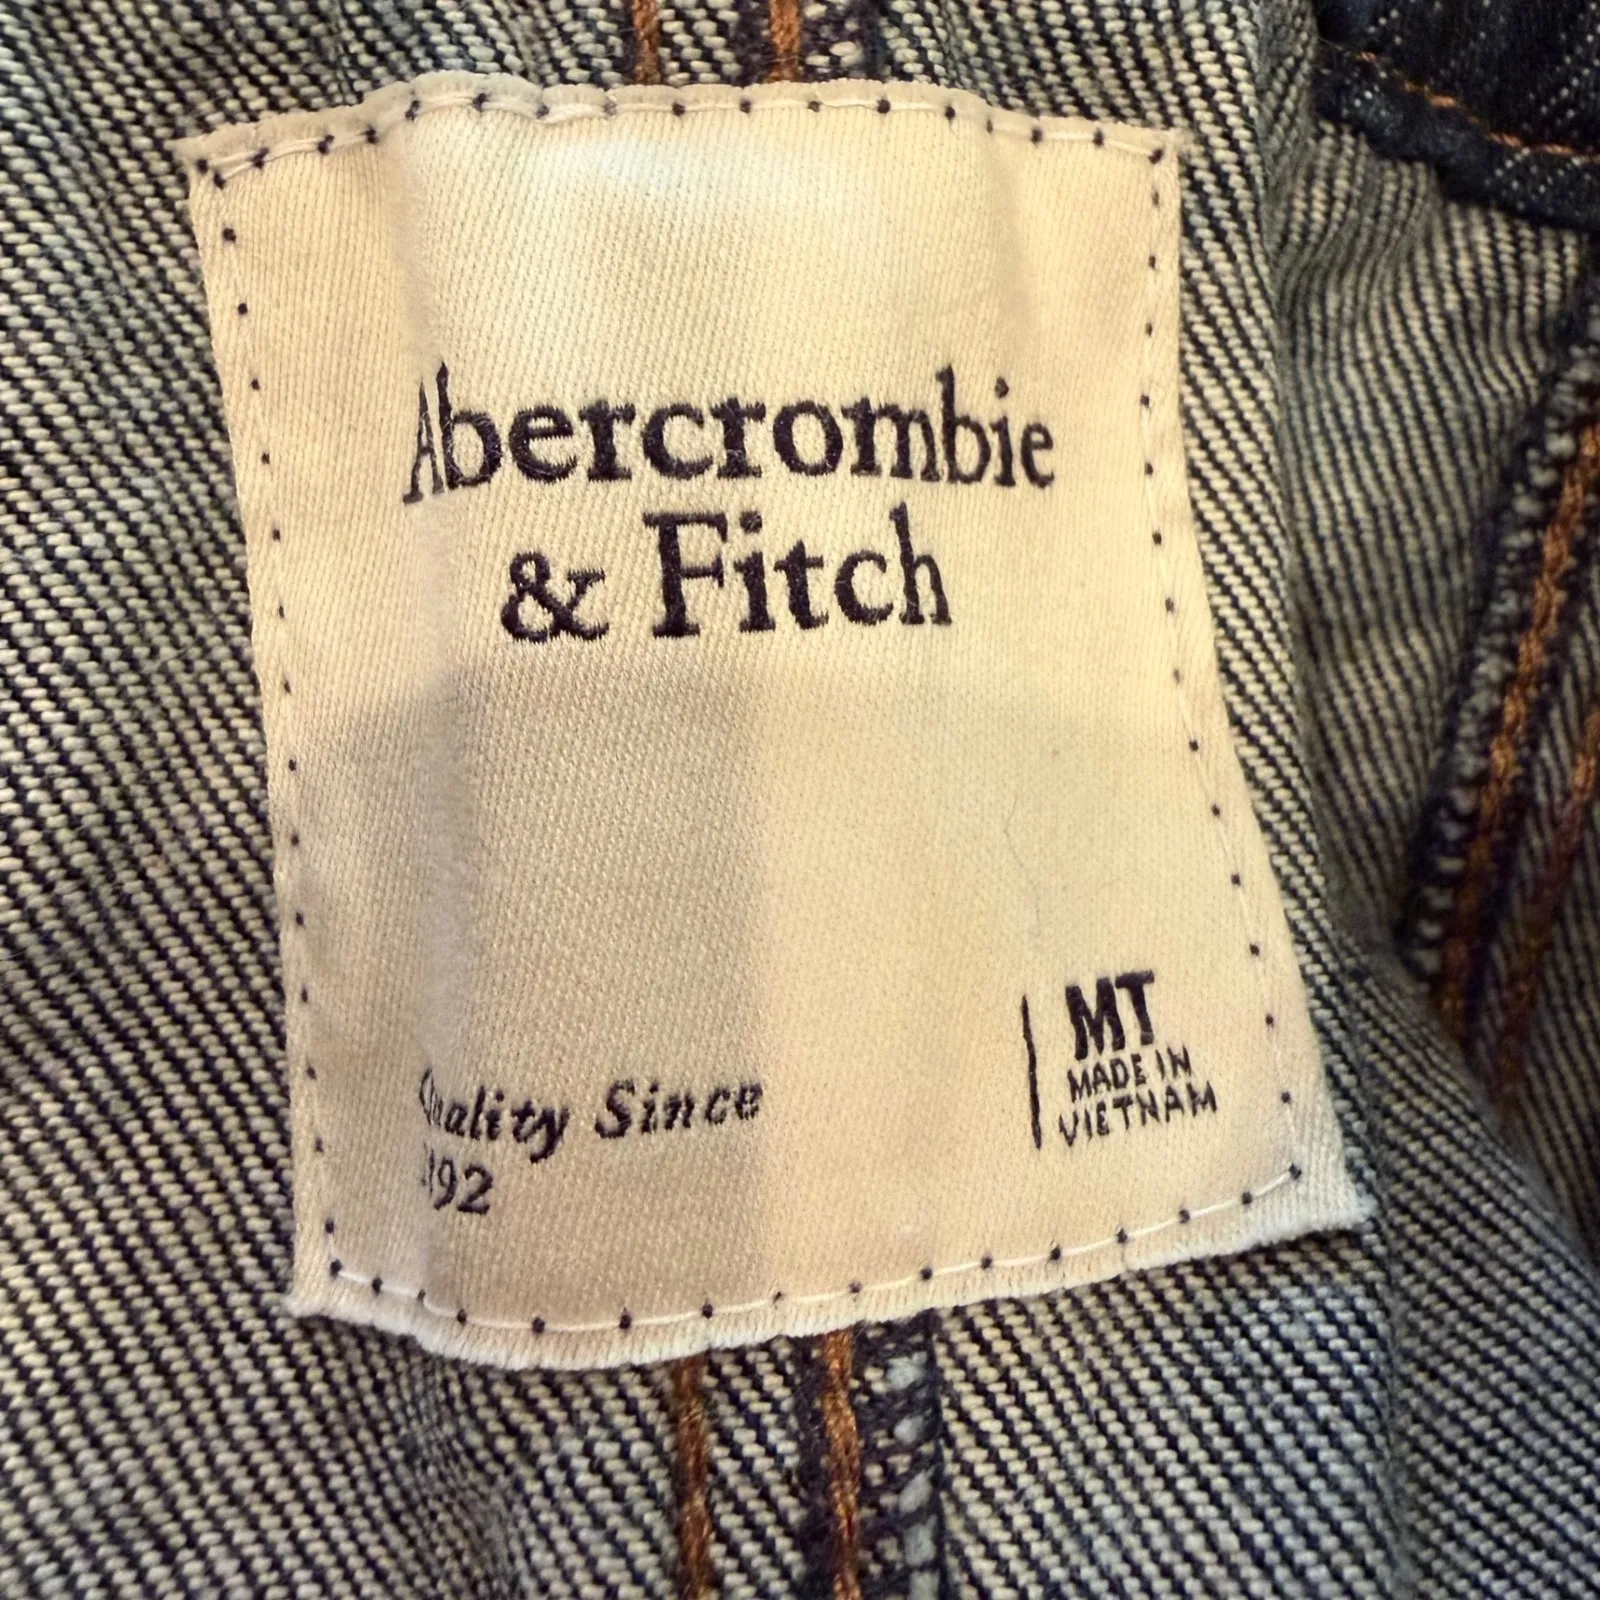 Abercrombie
& Fitch
MT
MADE IN
VIETNAM
Quality Since